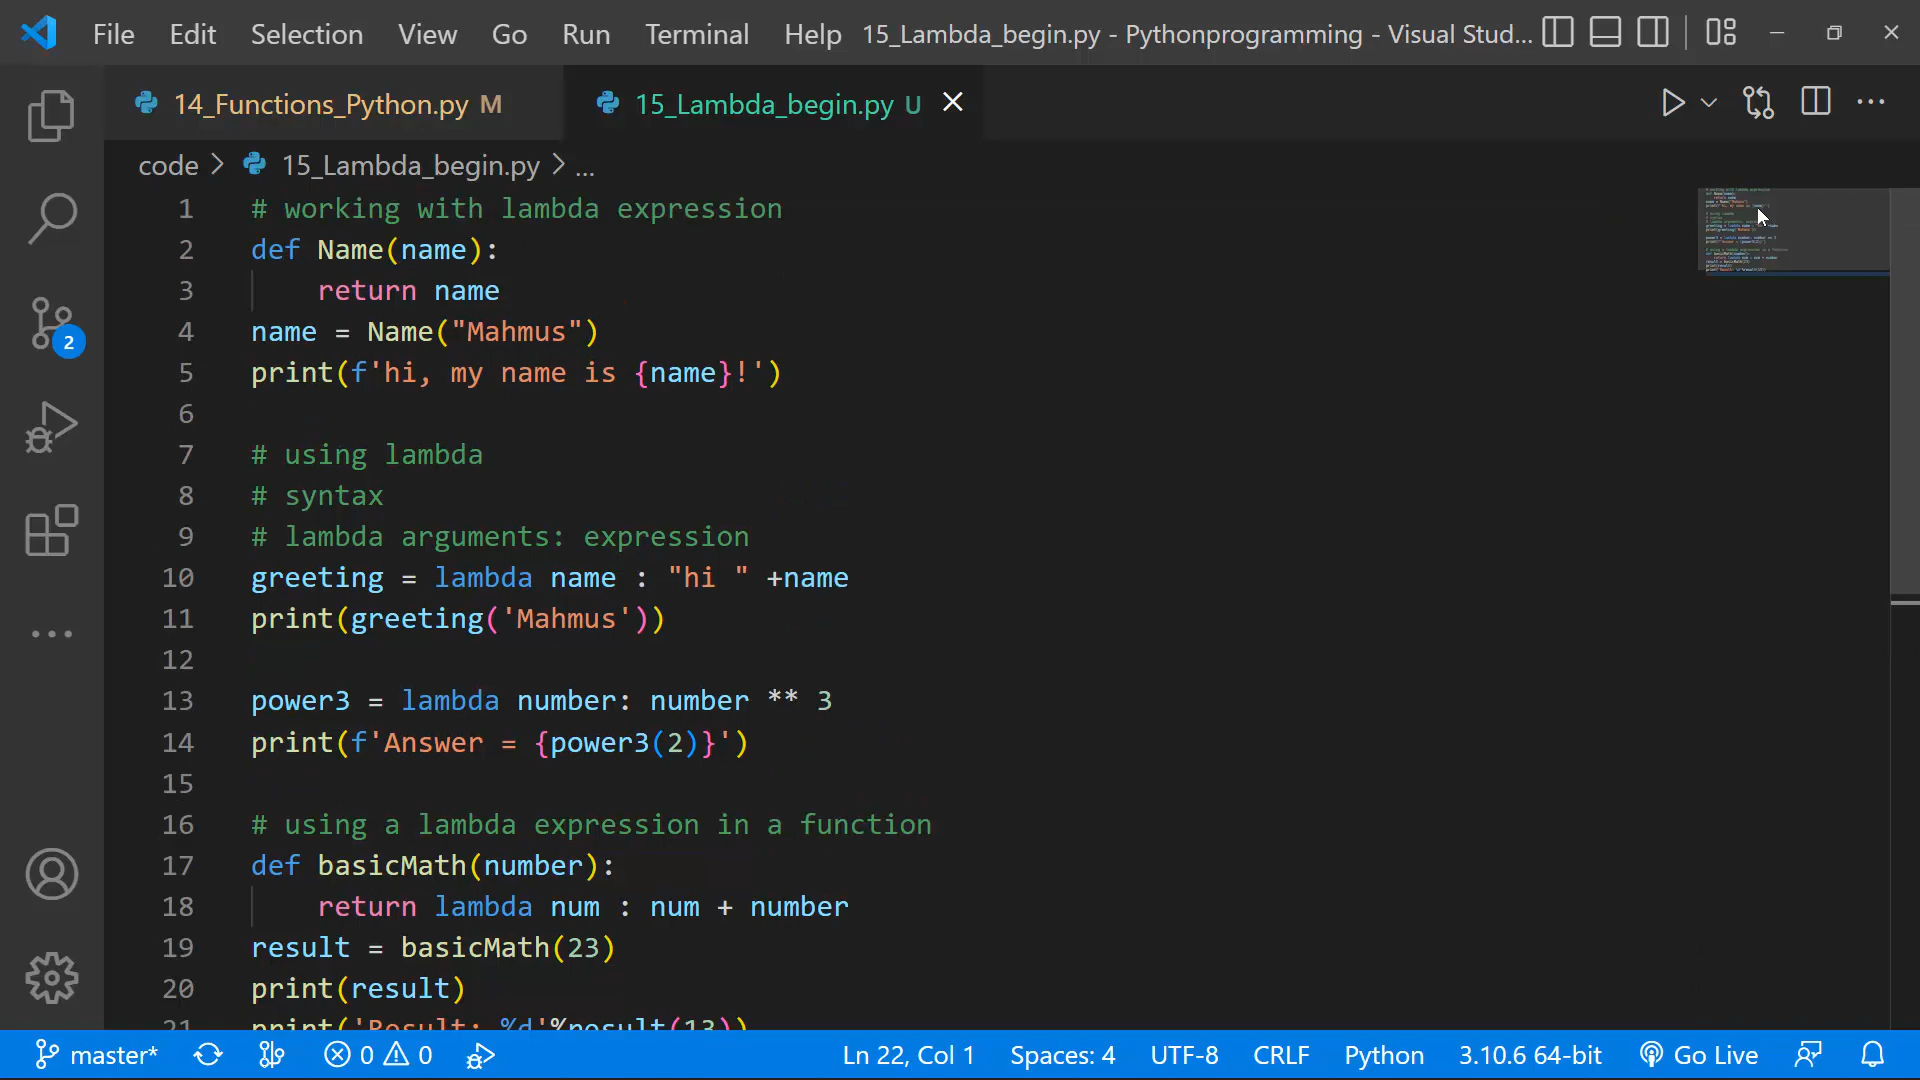 File Edit Selection View Go Run Terminal Help 15_Lambda_begin.py - Pythonprogramming - Visual Stud...
14_Functions_Python.py M 15_Lambda_begin.py U
code > 15_Lambda_begin.py > ...
1 # working with lambda expression
2 def Name(name):
3     return name
4 name = Name("Mahmus")
5 print(f'hi, my name is {name}!')
6
7 # using lambda
8 # syntax
9 # lambda arguments: expression
10 greeting = lambda name : "hi " +name
11 print(greeting('Mahmus'))
12
13 power3 = lambda number: number ** 3
14 print(f'Answer = {power3(2)}')
15
16 # using a lambda expression in a function
17 def basicMath(number):
18     return lambda num : num + number
19 result = basicMath(23)
20 print(result)
21 print('Result: %d'%result(13))
2
master* 0 0 Ln 22, Col 1 Spaces: 4 UTF-8 CRLF Python 3.10.6 64-bit Go Live